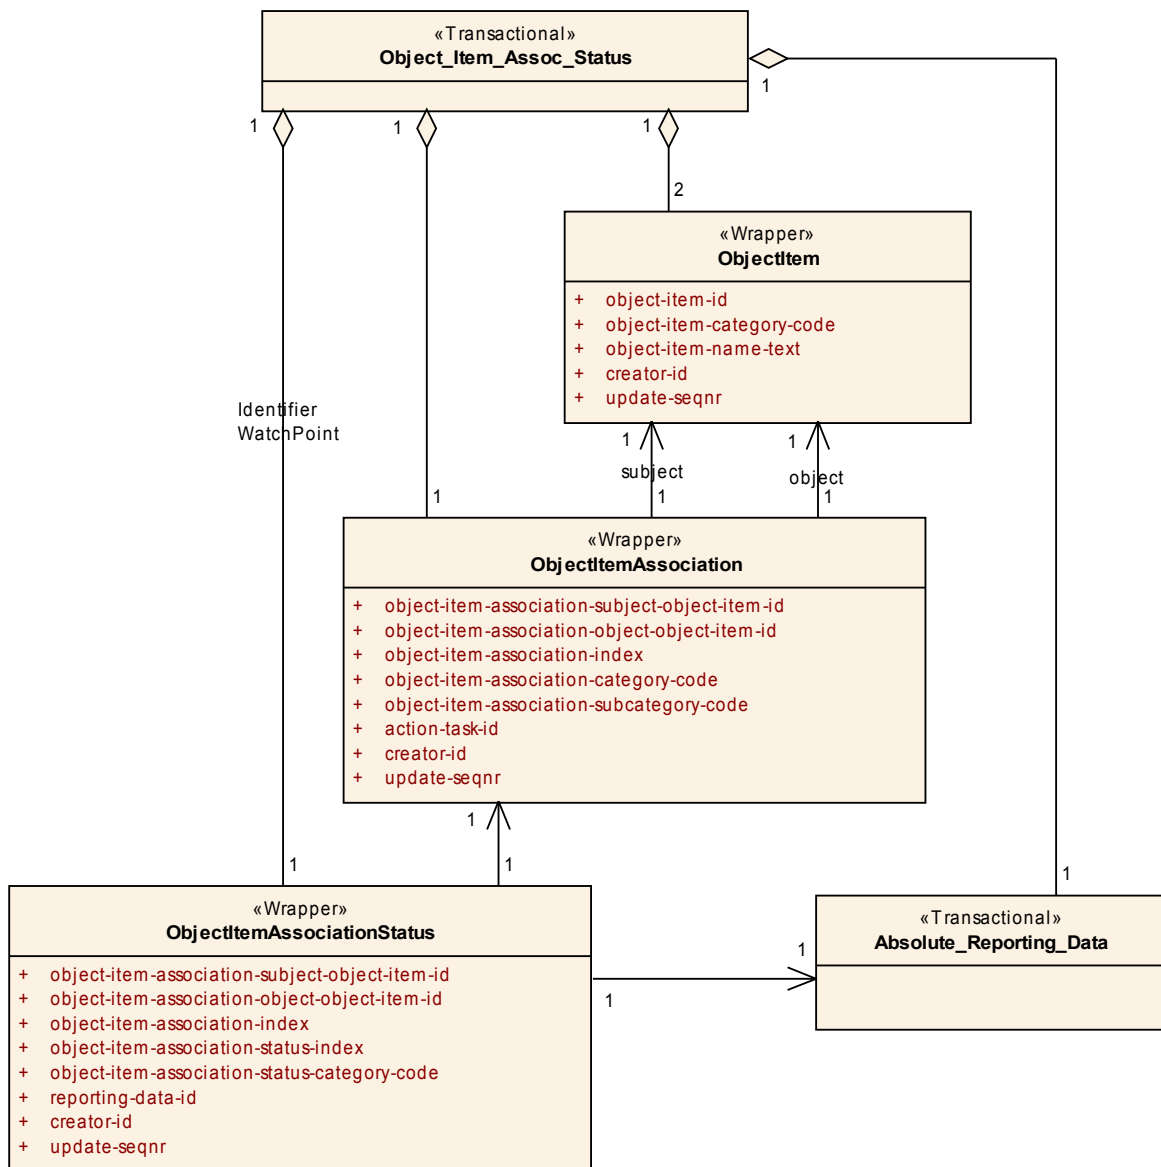 «Transactional»
Object_Item_Assoc_Status
1
1
1
1
2
«Wrapper»
ObjectItem
+ object-item-id
+ object-item-category-code
+ object-item-name-text
+ creator-id
+ update-seqnr
Identifier
WatchPoint
1
1
subject
object
1
1
1
«Wrapper»
ObjectItemAssociation
+ object-item-association-subject-object-item-id
+ object-item-association-object-object-item-id
+ object-item-association-index
+ object-item-association-category-code
+ object-item-association-subcategory-code
+ action-task-id
+ creator-id
+ update-seqnr
1
1
1
1
«Wrapper»
ObjectItemAssociationStatus
+ object-item-association-subject-object-item-id
+ object-item-association-object-object-item-id
+ object-item-association-index
+ object-item-association-status-index
+ object-item-association-status-category-code
+ reporting-data-id
+ creator-id
+ update-seqnr
1
1
«Transactional»
Absolute_Reporting_Data